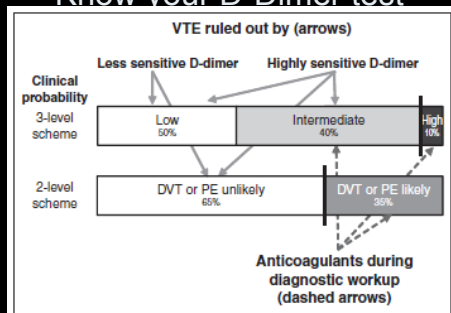 Know your D-Dimer test
VTE ruled out by (arrows)
Less sensitive D-dimer Highly sensitive D-dimer
Clinical
probability
3-level
scheme
Low
50%
Intermediate
40%
High
10%
2-level
scheme
DVT or PE unlikely
65%
DVT or PE likely
35%
Anticoagulants during
diagnostic workup
(dashed arrows)